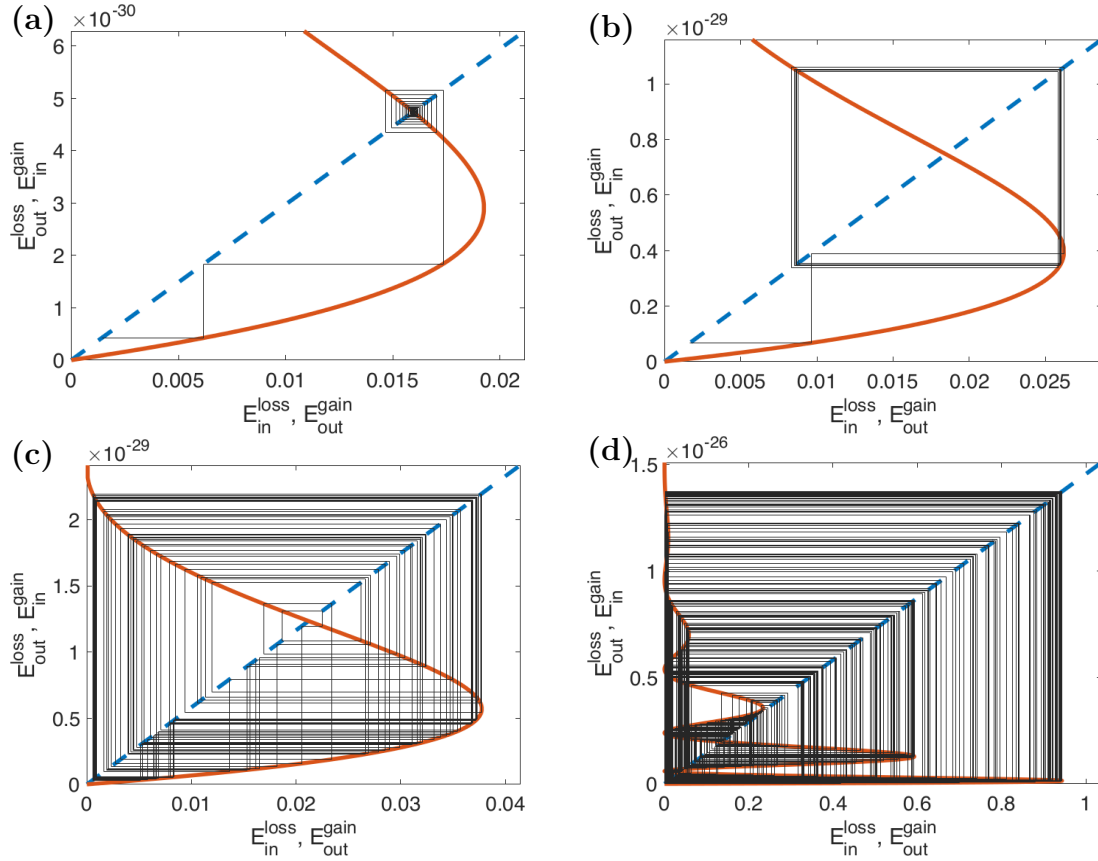 (a)
×10^-30
6
5
4
3
2
1
0
0 0.005 0.01 0.015 0.02
E_out^loss , E_in^gain
E_in^loss , E_out^gain
(b)
×10^-29
1
0.8
0.6
0.4
0.2
0
0 0.005 0.01 0.015 0.02 0.025
E_out^loss , E_in^gain
E_in^loss , E_out^gain
(c)
×10^-29
2
1.5
1
0.5
0
0 0.01 0.02 0.03 0.04
E_out^loss , E_in^gain
E_in^loss , E_out^gain
(d)
×10^-26
1.5
1
0.5
0
0 0.2 0.4 0.6 0.8 1
E_out^loss , E_in^gain
E_in^loss , E_out^gain